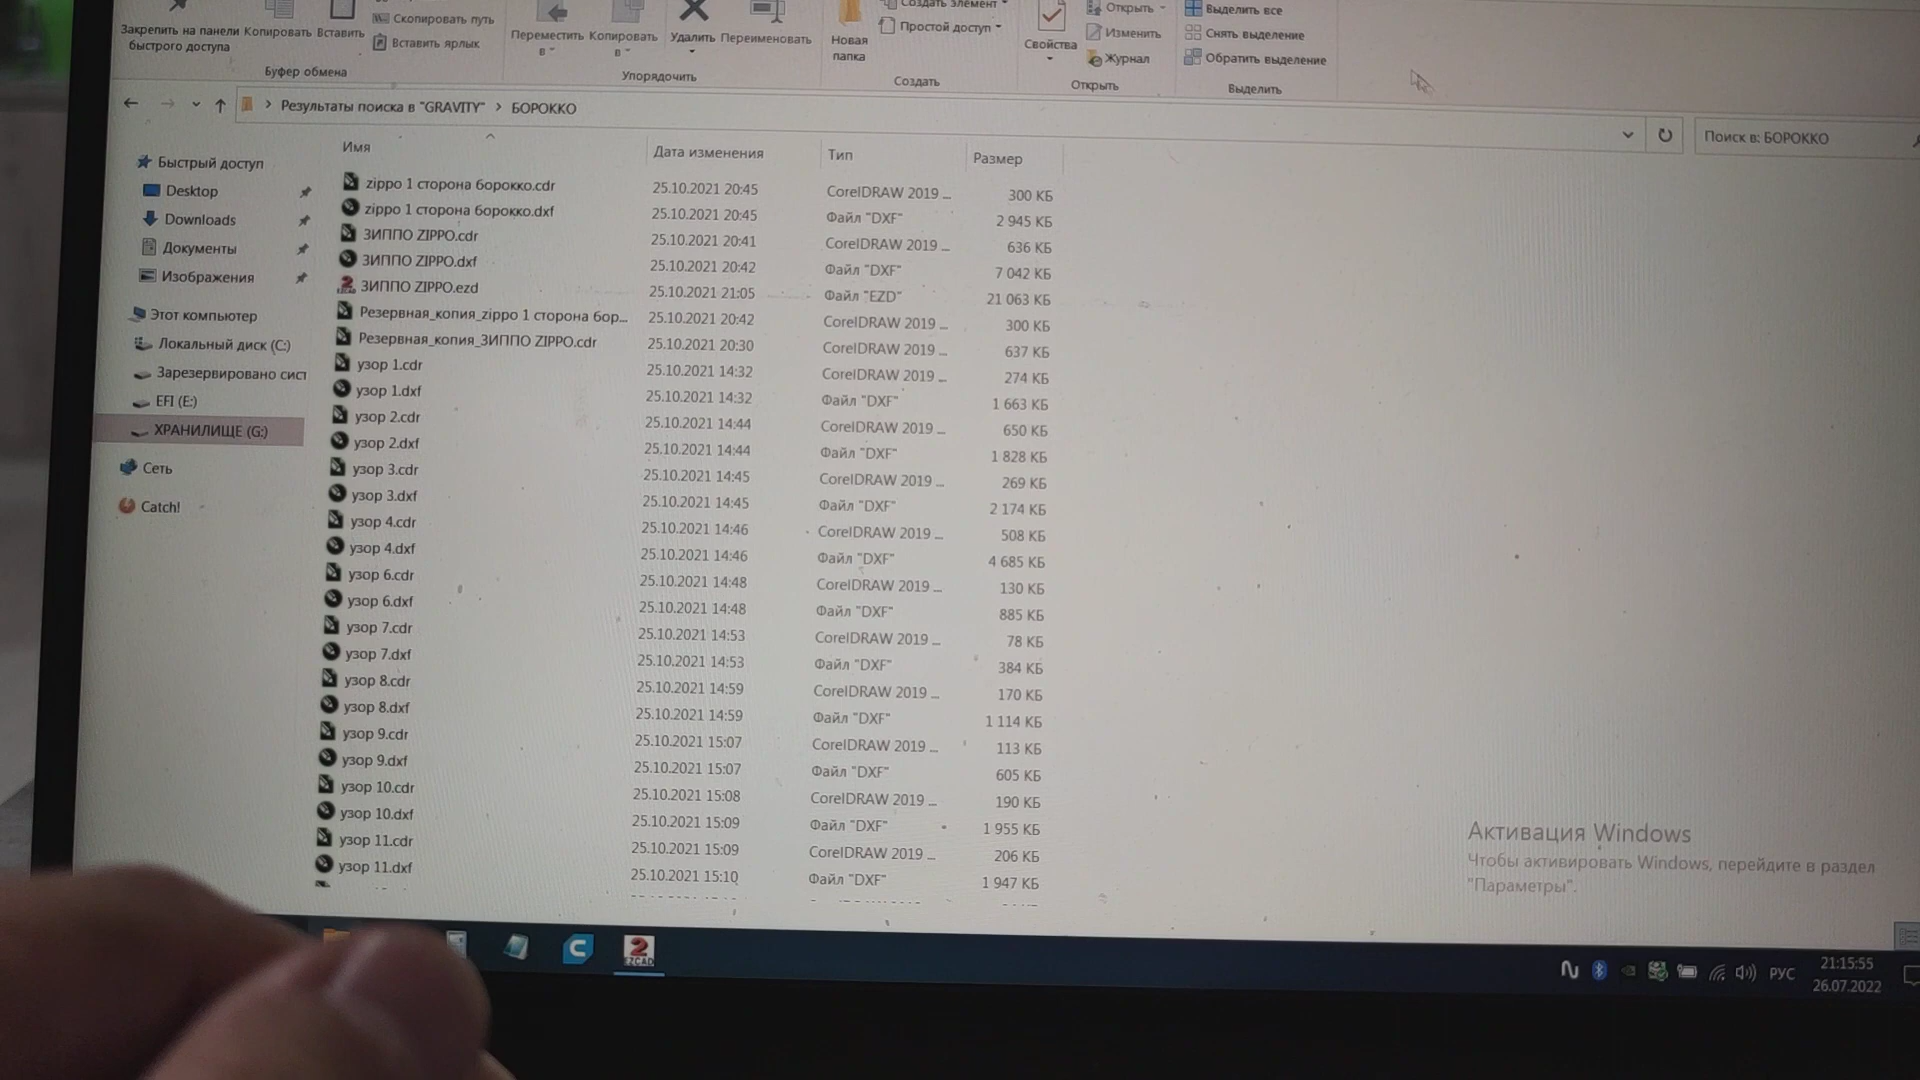 Закрепить на панели
быстрого доступа
Копировать
Вставить
Скопировать путь
Вставить ярлык
Буфер обмена
Переместить
в
Копировать
в
Удалить
Переименовать
Упорядочить
Новая
папка
Создать элемент
Простой доступ
Создать
Свойства
Открыть
Изменить
Журнал
Открыть
Выделить все
Снять выделение
Обратить выделение
Выделить
Результаты поиска в "GRAVITY" > БОРОККО
Поиск в: БОРОККО
Быстрый доступ
Desktop
Downloads
Документы
Изображения
Этот компьютер
Локальный диск (C:)
Зарезервировано сист
EFI (E:)
ХРАНИЛИЩЕ (G:)
Сеть
Catch!
Имя Дата изменения Тип Размер
zippo 1 сторона борокко.cdr 25.10.2021 20:45 CorelDRAW 2019 ... 300 КБ
zippo 1 сторона борокко.dxf 25.10.2021 20:45 Файл "DXF" 2 945 КБ
ЗИППО ZIPPO.cdr 25.10.2021 20:41 CorelDRAW 2019 ... 636 КБ
ЗИППО ZIPPO.dxf 25.10.2021 20:42 Файл "DXF" 7 042 КБ
ЗИППО ZIPPO.ezd 25.10.2021 21:05 Файл "EZD" 21 063 КБ
Резервная_копия_zippo 1 сторона бор... 25.10.2021 20:42 CorelDRAW 2019 ... 300 КБ
Резервная_копия_ЗИППО ZIPPO.cdr 25.10.2021 20:30 CorelDRAW 2019 ... 637 КБ
узор 1.cdr 25.10.2021 14:32 CorelDRAW 2019 ... 274 КБ
узор 1.dxf 25.10.2021 14:32 Файл "DXF" 1 663 КБ
узор 2.cdr 25.10.2021 14:44 CorelDRAW 2019 ... 650 КБ
узор 2.dxf 25.10.2021 14:44 Файл "DXF" 1 828 КБ
узор 3.cdr 25.10.2021 14:45 CorelDRAW 2019 ... 269 КБ
узор 3.dxf 25.10.2021 14:45 Файл "DXF" 2 174 КБ
узор 4.cdr 25.10.2021 14:46 CorelDRAW 2019 ... 508 КБ
узор 4.dxf 25.10.2021 14:46 Файл "DXF" 4 685 КБ
узор 6.cdr 25.10.2021 14:48 CorelDRAW 2019 ... 130 КБ
узор 6.dxf 25.10.2021 14:48 Файл "DXF" 885 КБ
узор 7.cdr 25.10.2021 14:53 CorelDRAW 2019 ... 78 КБ
узор 7.dxf 25.10.2021 14:53 Файл "DXF" 384 КБ
узор 8.cdr 25.10.2021 14:59 CorelDRAW 2019 ... 170 КБ
узор 8.dxf 25.10.2021 14:59 Файл "DXF" 1 114 КБ
узор 9.cdr 25.10.2021 15:07 CorelDRAW 2019 ... 113 КБ
узор 9.dxf 25.10.2021 15:07 Файл "DXF" 605 КБ
узор 10.cdr 25.10.2021 15:08 CorelDRAW 2019 ... 190 КБ
узор 10.dxf 25.10.2021 15:09 Файл "DXF" 1 955 КБ
узор 11.cdr 25.10.2021 15:09 CorelDRAW 2019 ... 206 КБ
узор 11.dxf 25.10.2021 15:10 Файл "DXF" 1 947 КБ
Активация Windows
Чтобы активировать Windows, перейдите в раздел
"Параметры".
2
EZCAD
РУС
21:15:55
26.07.2022